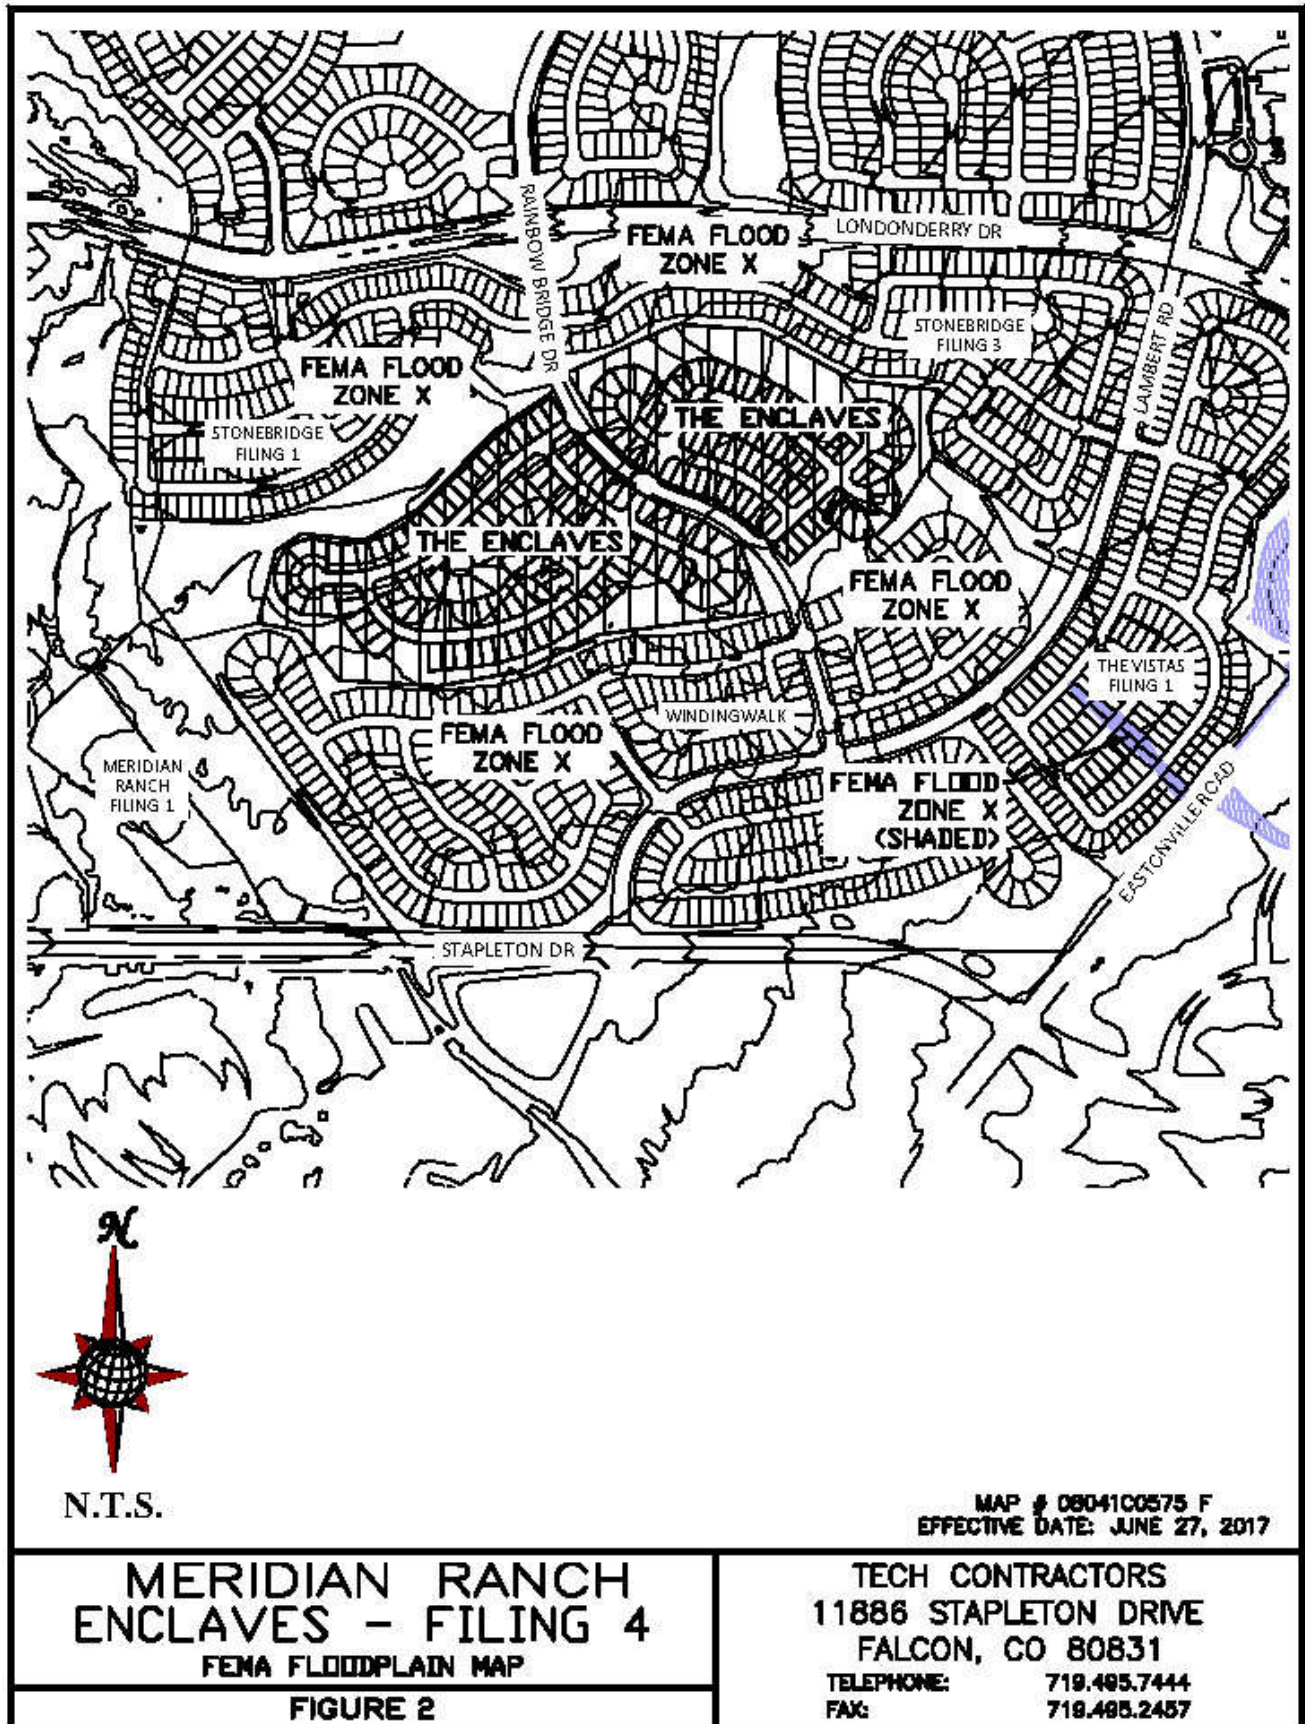 RAINBOW BRIDGE DR
LONDONDERRY DR
FEMA FLOOD
ZONE X
STONEBRIDGE
FILING 3
LAMBERT RD
FEMA FLOOD
ZONE X
STONEBRIDGE
FILING 1
THE ENCLAVES
THE ENCLAVES
FEMA FLOOD
ZONE X
THE VISTAS
FILING 1
WINDINGWALK
FEMA FLOOD
ZONE X
MERIDIAN
RANCH
FILING 1
FEMA FLOOD
ZONE X
(SHADED)
EASTONVILLE ROAD
STAPLETON DR
N
N.T.S.
MAP # 08041C0575 F
EFFECTIVE DATE: JUNE 27, 2017
MERIDIAN RANCH
ENCLAVES - FILING 4
FEMA FLOODPLAIN MAP
FIGURE 2
TECH CONTRACTORS
11886 STAPLETON DRIVE
FALCON, CO 80831
TELEPHONE: 719.495.7444
FAX: 719.495.2457